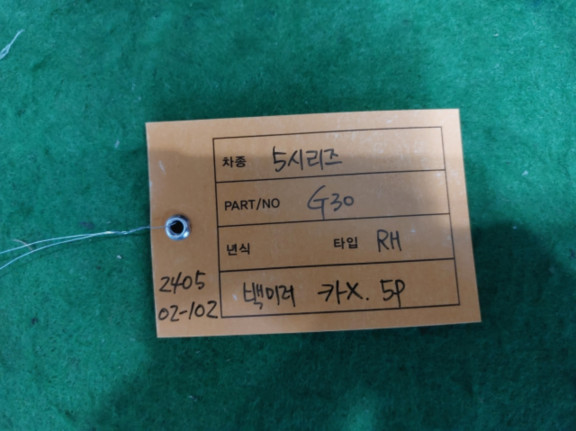 차종 5시리즈
PART/NO G30
년식 타입 RH
백미러 카X. 5P
2405
02-102